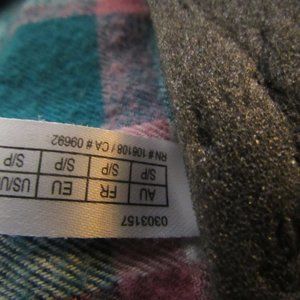 0303157
AU FR EU US/U
S/P S/P S/P S/P
RN # 106108 / CA # 09692